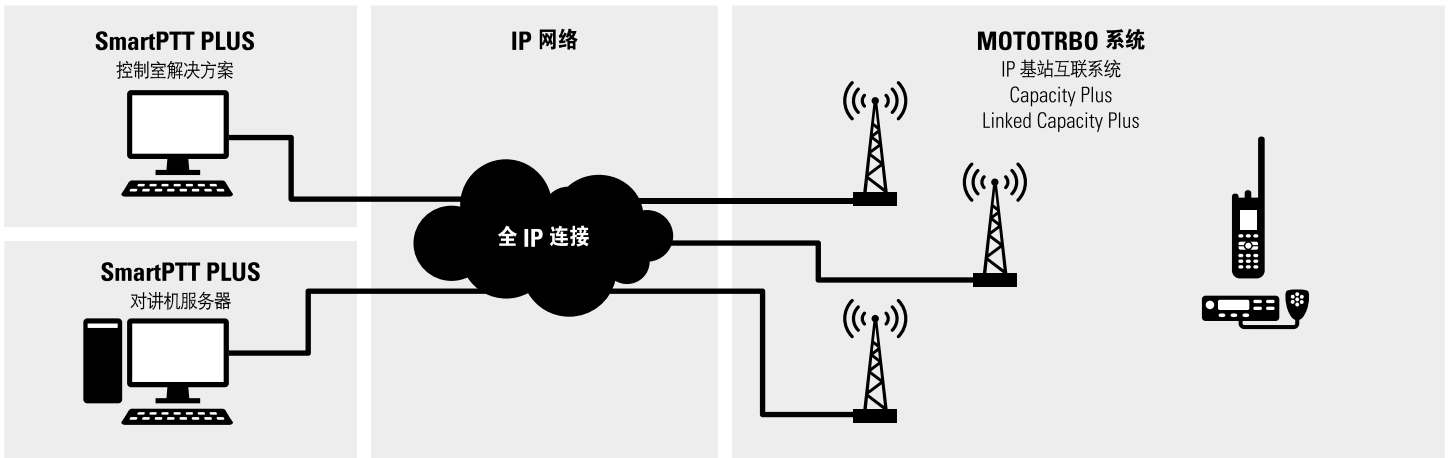 SmartPTT PLUS
控制室解决方案
SmartPTT PLUS
对讲机服务器
IP 网络
全 IP 连接
MOTOTRBO 系统
IP 基站互联系统
Capacity Plus
Linked Capacity Plus